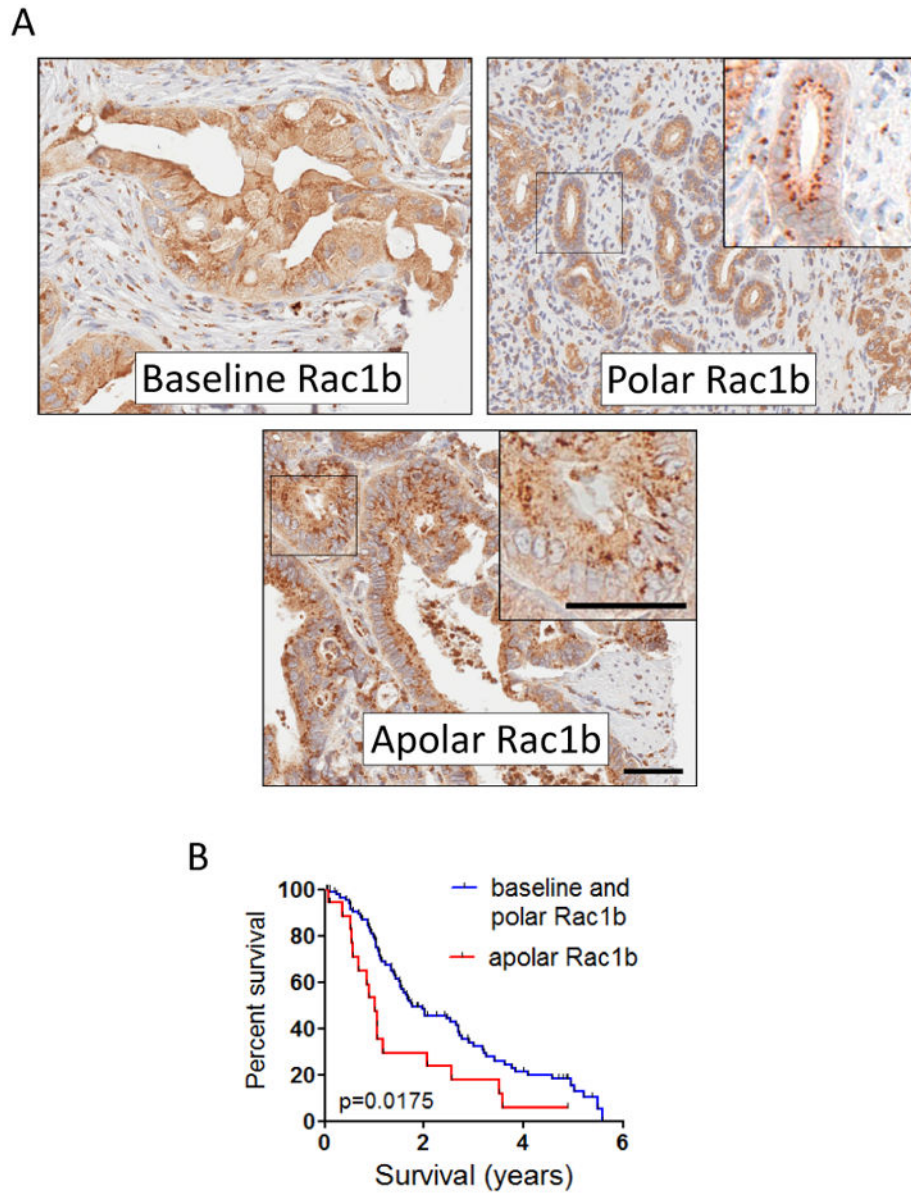 A
Baseline Rac1b
Polar Rac1b
Apolar Rac1b
B
100
80
60
40
20
0
Percent survival
baseline and
polar Rac1b
apolar Rac1b
p=0.0175
0 2 4 6
Survival (years)